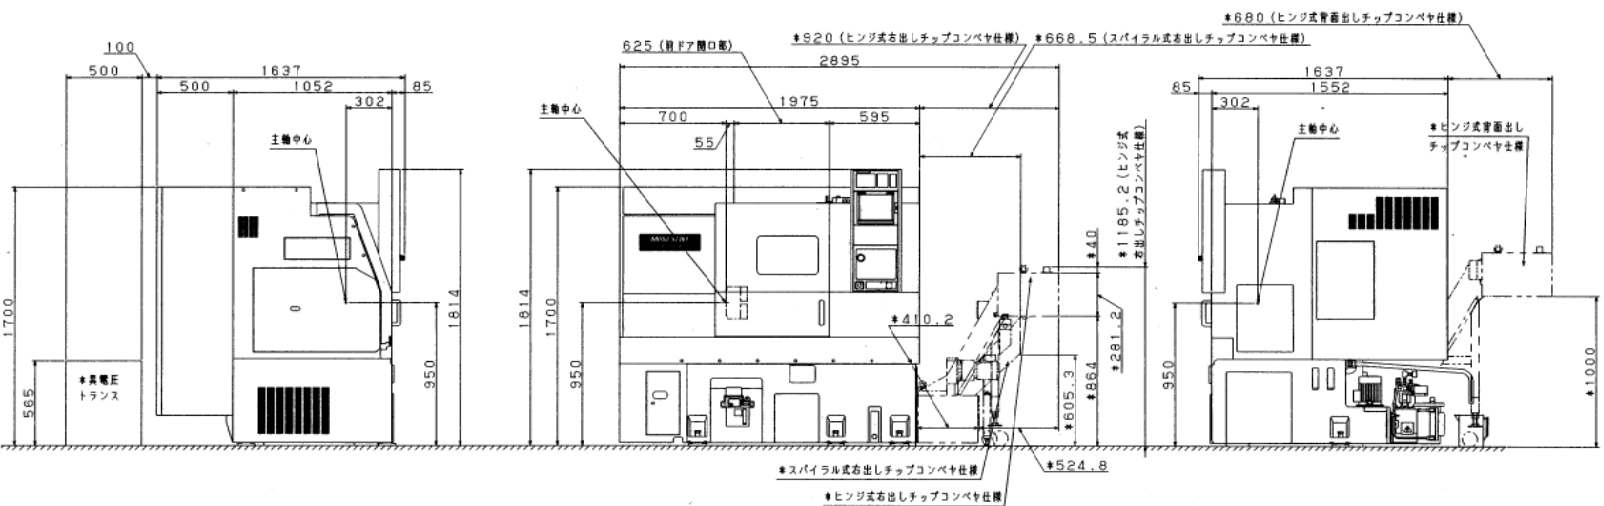 100
500
1637
500
1052
85
302
主軸中心
1700
565
＊異電圧
トランス
950
1814
625 (前ドア開口部)
＊920 (ヒンジ式右出しチップコンベヤ仕様)
＊668.5 (スパイラル式右出しチップコンベヤ仕様)
2895
1975
700
595
55
主軸中心
1814
1700
950
＊410.2
＊1185.2 (ヒンジ式
右出しチップコンベヤ仕様)
＊40
＊281.2
＊864
＊605.3
＊524.8
＊スパイラル式右出しチップコンベヤ仕様
＊ヒンジ式右出しチップコンベヤ仕様
＊680 (ヒンジ式背面出しチップコンベヤ仕様)
1637
85
1552
302
主軸中心
＊ヒンジ式背面出し
チップコンベヤ仕様
950
＊1000